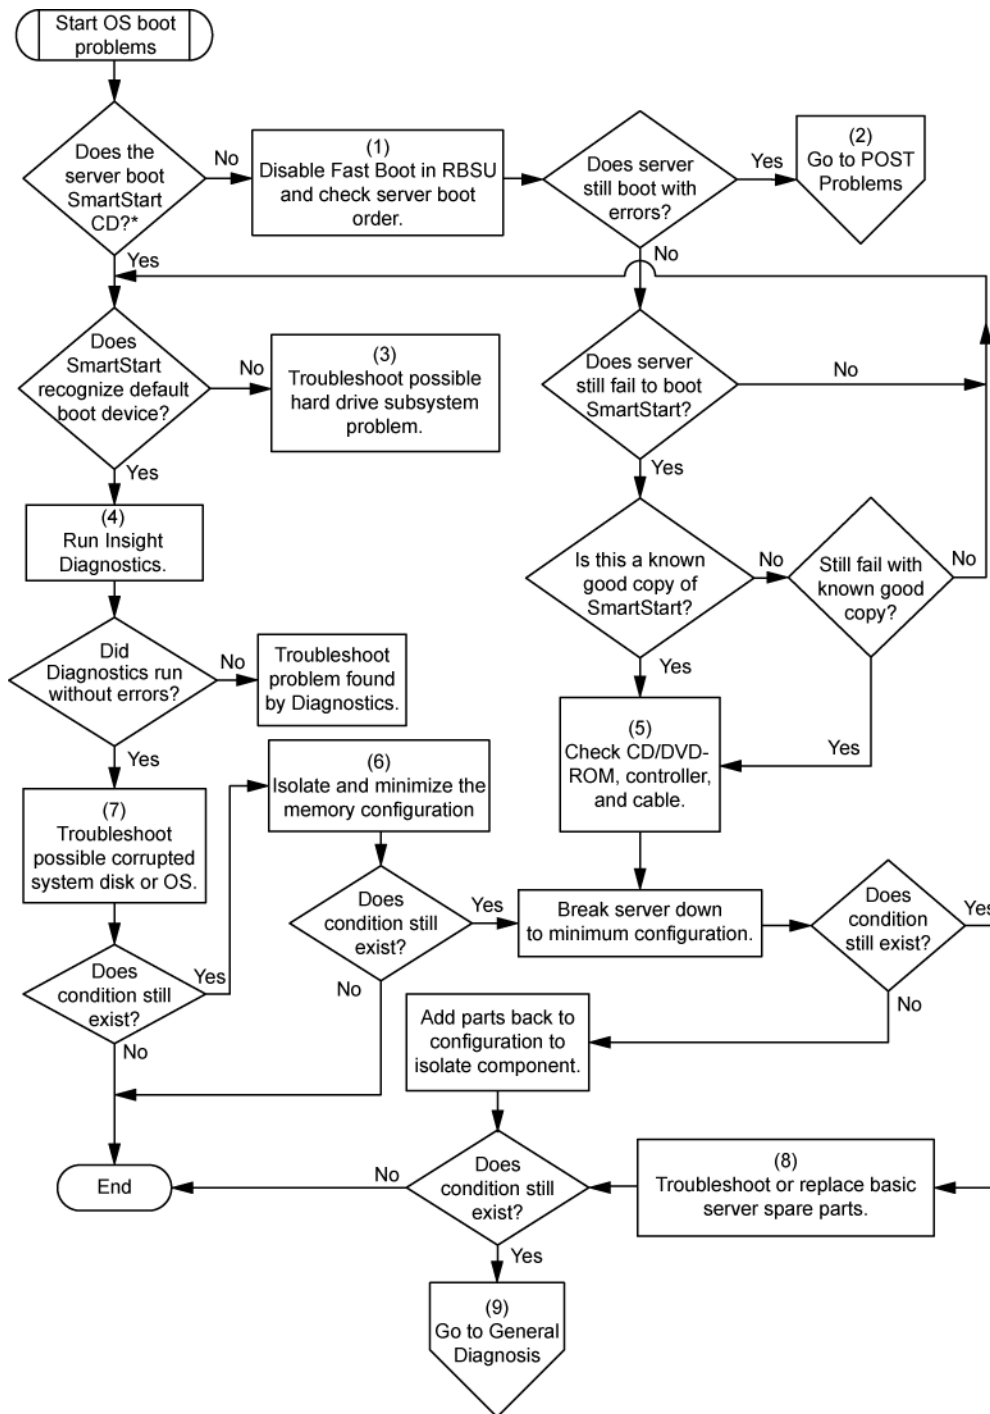 Start OS boot
problems
Does the
server boot
SmartStart
CD?*
No
(1)
Disable Fast Boot in RBSU
and check server boot
order.
Does server
still boot with
errors?
Yes
(2)
Go to POST
Problems
Yes
No
Does
SmartStart
recognize default
boot device?
No
(3)
Troubleshoot possible
hard drive subsystem
problem.
Does server
still fail to boot
SmartStart?
No
Yes
Yes
(4)
Run Insight
Diagnostics.
Is this a known
good copy of
SmartStart?
No
Still fail with
known good
copy?
No
Did
Diagnostics run
without errors?
No
Troubleshoot
problem found
by Diagnostics.
Yes
Yes
Yes
(5)
Check CD/DVD-
ROM, controller,
and cable.
(6)
Isolate and minimize the
memory configuration
(7)
Troubleshoot
possible corrupted
system disk or OS.
Does
condition still
exist?
Yes
Break server down
to minimum configuration.
Does
condition
still exist?
Yes
Does
condition still
exist?
Yes
No
No
No
Add parts back to
configuration to
isolate component.
End
No
Does
condition still
exist?
(8)
Troubleshoot or replace basic
server spare parts.
Yes
(9)
Go to General
Diagnosis